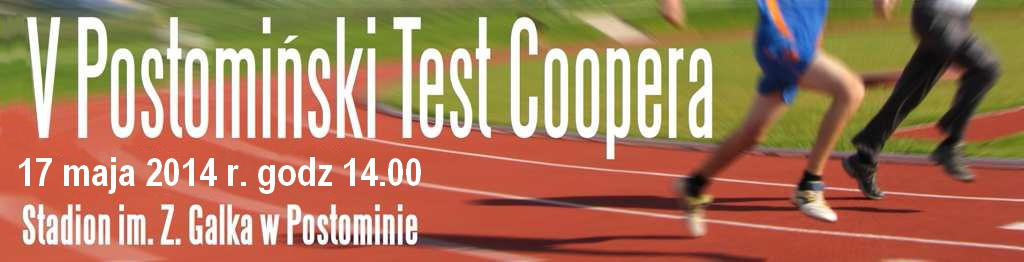 V Postomiński Test Coopera
17 maja 2014 r. godz 14.00
Stadion im. Z. Galka w Postominie